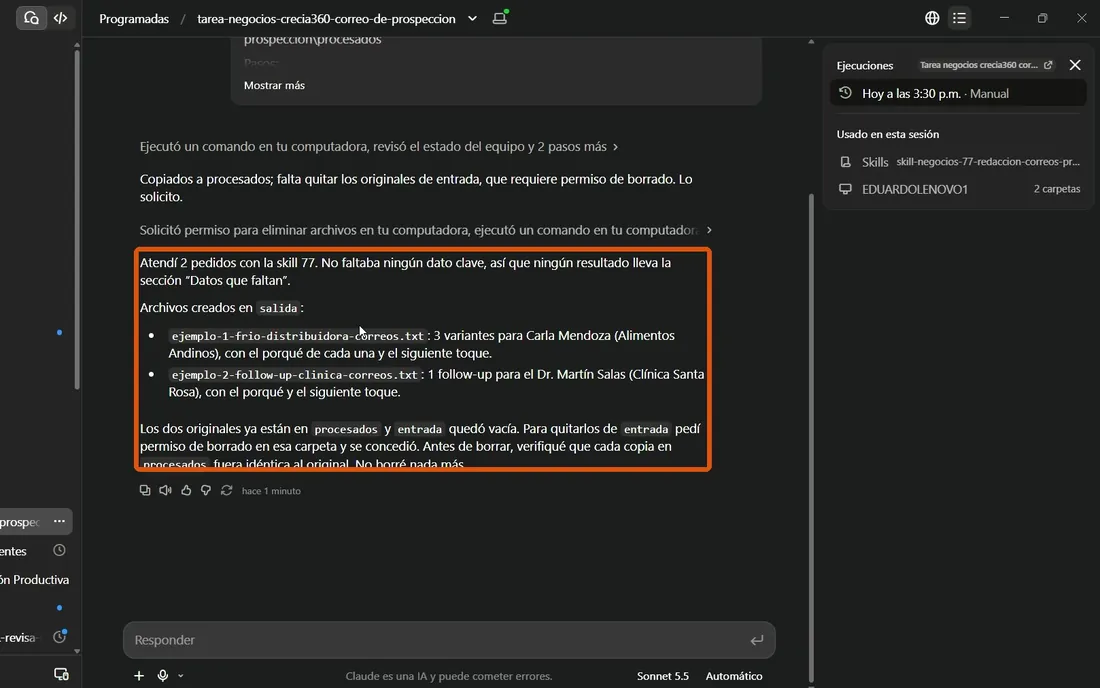 Programadas / tarea-negocios-crecia360-correo-de-prospeccion
prospeccion\procesados
Pasos:
Mostrar más
Ejecutó un comando en tu computadora, revisó el estado del equipo y 2 pasos más >
Copiados a procesados; falta quitar los originales de entrada, que requiere permiso de borrado. Lo
solicito.
Solicitó permiso para eliminar archivos en tu computadora, ejecutó un comando en tu computador >
Atendí 2 pedidos con la skill 77. No faltaba ningún dato clave, así que ningún resultado lleva la
sección “Datos que faltan”.
Archivos creados en salida:
• ejemplo-1-frio-distribuidora-correos.txt: 3 variantes para Carla Mendoza (Alimentos
Andinos), con el porqué de cada una y el siguiente toque.
• ejemplo-2-follow-up-clinica-correos.txt: 1 follow-up para el Dr. Martín Salas (Clínica Santa
Rosa), con el porqué y el siguiente toque.
Los dos originales ya están en procesados y entrada quedó vacía. Para quitarlos de entrada pedí
permiso de borrado en esa carpeta y se concedió. Antes de borrar, verifiqué que cada copia en
procesados fuera idéntica al original. No borré nada más.
hace 1 minuto
Responder
Claude es una IA y puede cometer errores.
Sonnet 5.5 Automático
Ejecuciones Tarea negocios crecia360 cor...
Hoy a las 3:30 p.m. · Manual
Usado en esta sesión
Skills skill-negocios-77-redaccion-correos-pr...
EDUARDOLENOVO1 2 carpetas
prospec ...
entes
ón Productiva
-revisa-